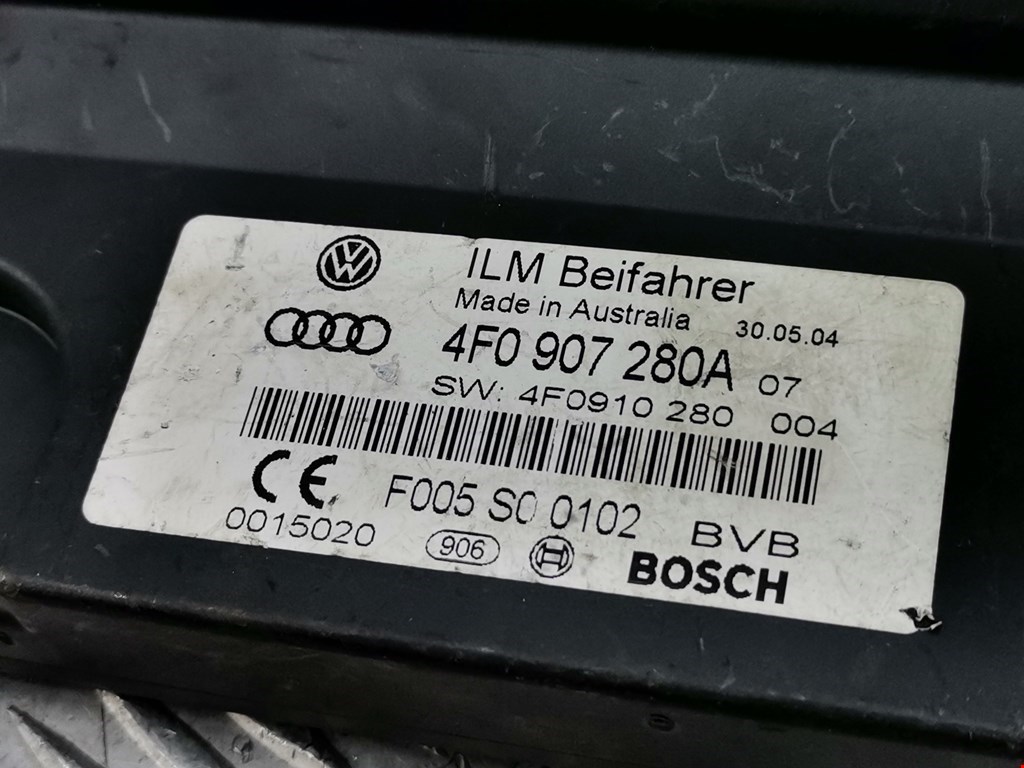 ILM Beifahrer
Made in Australia 30.05.04
4F0 907 280A 07
SW: 4F0910 280 004
CE F005 S0 0102 BVB
0015020 906 BOSCH